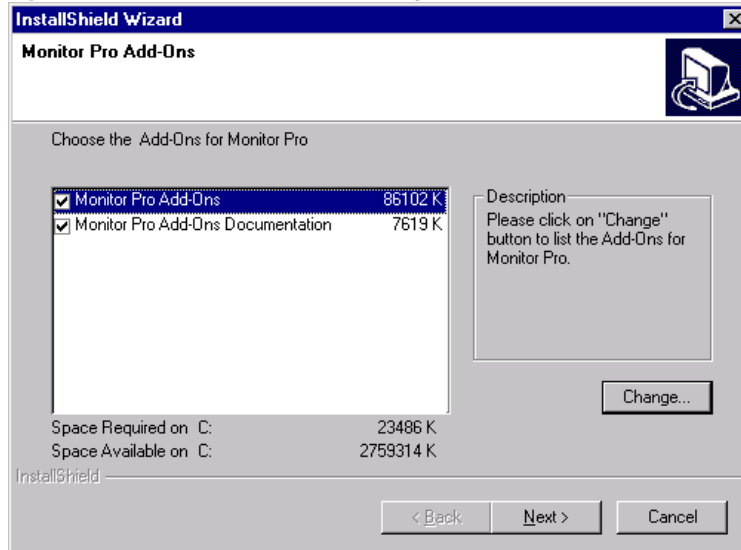 InstallShield Wizard
Monitor Pro Add-Ons
Choose the Add-Ons for Monitor Pro
Monitor Pro Add-Ons 86102 K
Monitor Pro Add-Ons Documentation 7619 K
Description
Please click on "Change"
button to list the Add-Ons for
Monitor Pro.
Change...
Space Required on C: 23486 K
Space Available on C: 2759314 K
InstallShield
< Back Next > Cancel